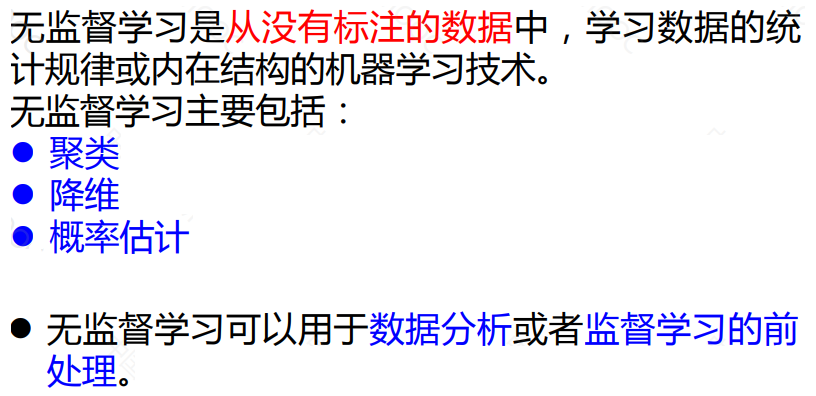 无监督学习是从没有标注的数据中，学习数据的统
计规律或内在结构的机器学习技术。
无监督学习主要包括：
● 聚类
● 降维
● 概率估计
● 无监督学习可以用于数据分析或者监督学习的前
处理。